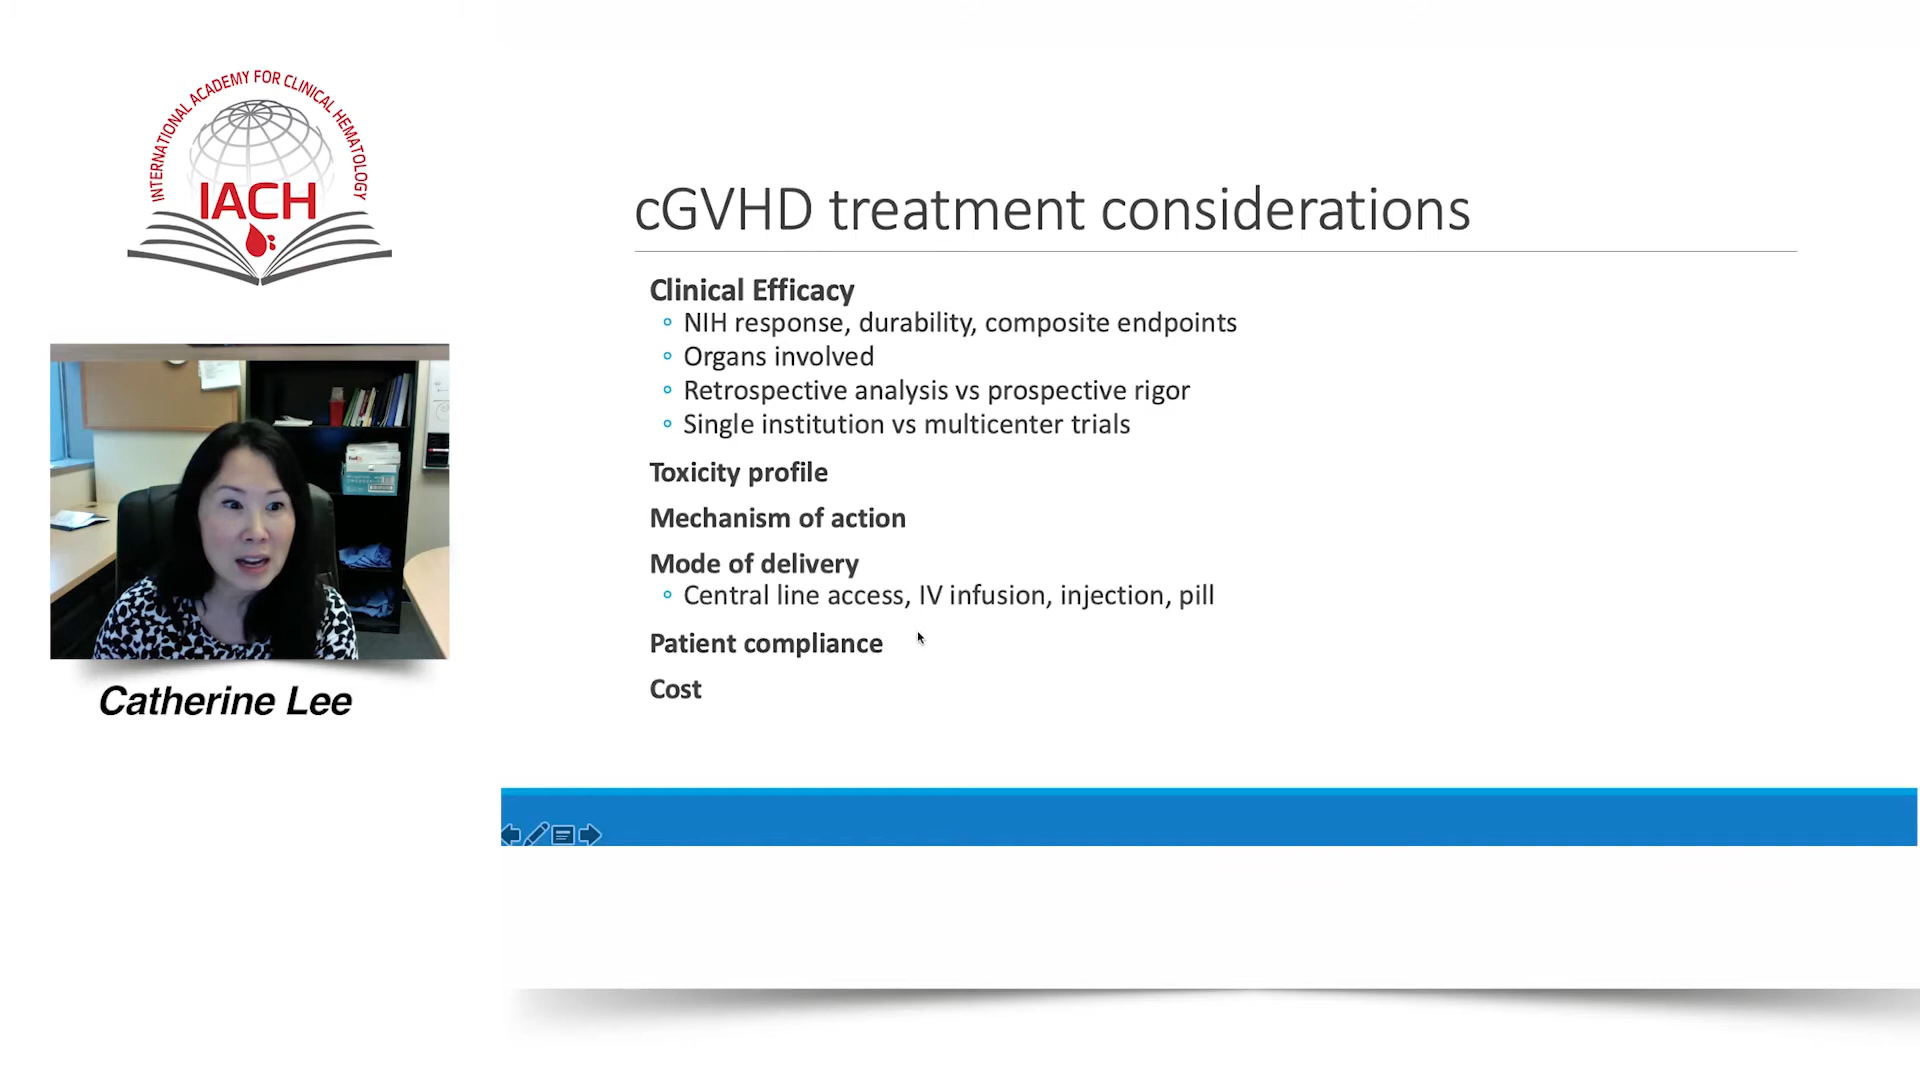 INTERNATIONAL ACADEMY FOR CLINICAL HEMATOLOGY
IACH
Catherine Lee
cGVHD treatment considerations
Clinical Efficacy
NIH response, durability, composite endpoints
Organs involved
Retrospective analysis vs prospective rigor
Single institution vs multicenter trials
Toxicity profile
Mechanism of action
Mode of delivery
Central line access, IV infusion, injection, pill
Patient compliance
Cost